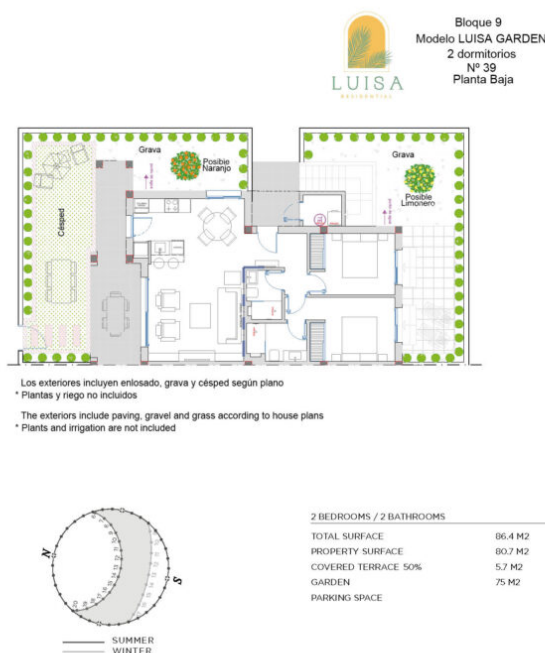 LUISA
RESIDENTIAL
Bloque 9
Modelo LUISA GARDEN
2 dormitorios
Nº 39
Planta Baja
Grava
Posible
Naranjo
Césped
Grava
Posible
Limonero
Los exteriores incluyen enlosado, grava y césped según plano
* Plantas y riego no incluidos
The exteriors include paving, gravel and grass according to house plans
* Plants and irrigation are not included
N
S
SUMMER
WINTER
2 BEDROOMS / 2 BATHROOMS
TOTAL SURFACE 86.4 M2
PROPERTY SURFACE 80.7 M2
COVERED TERRACE 50% 5.7 M2
GARDEN 75 M2
PARKING SPACE